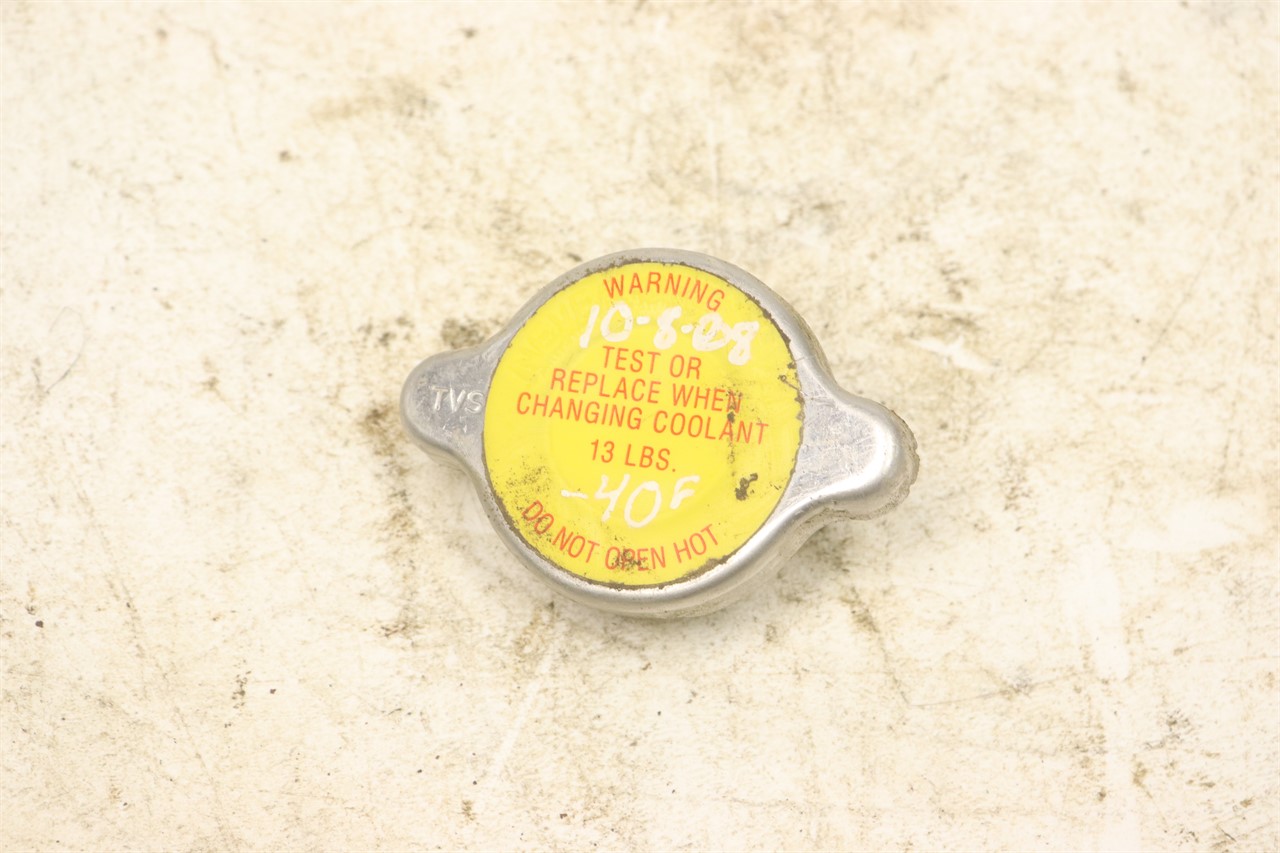 WARNING
10-8-08
TEST OR
REPLACE WHEN
CHANGING COOLANT
13 LBS.
-40F
DO NOT OPEN HOT
TVS